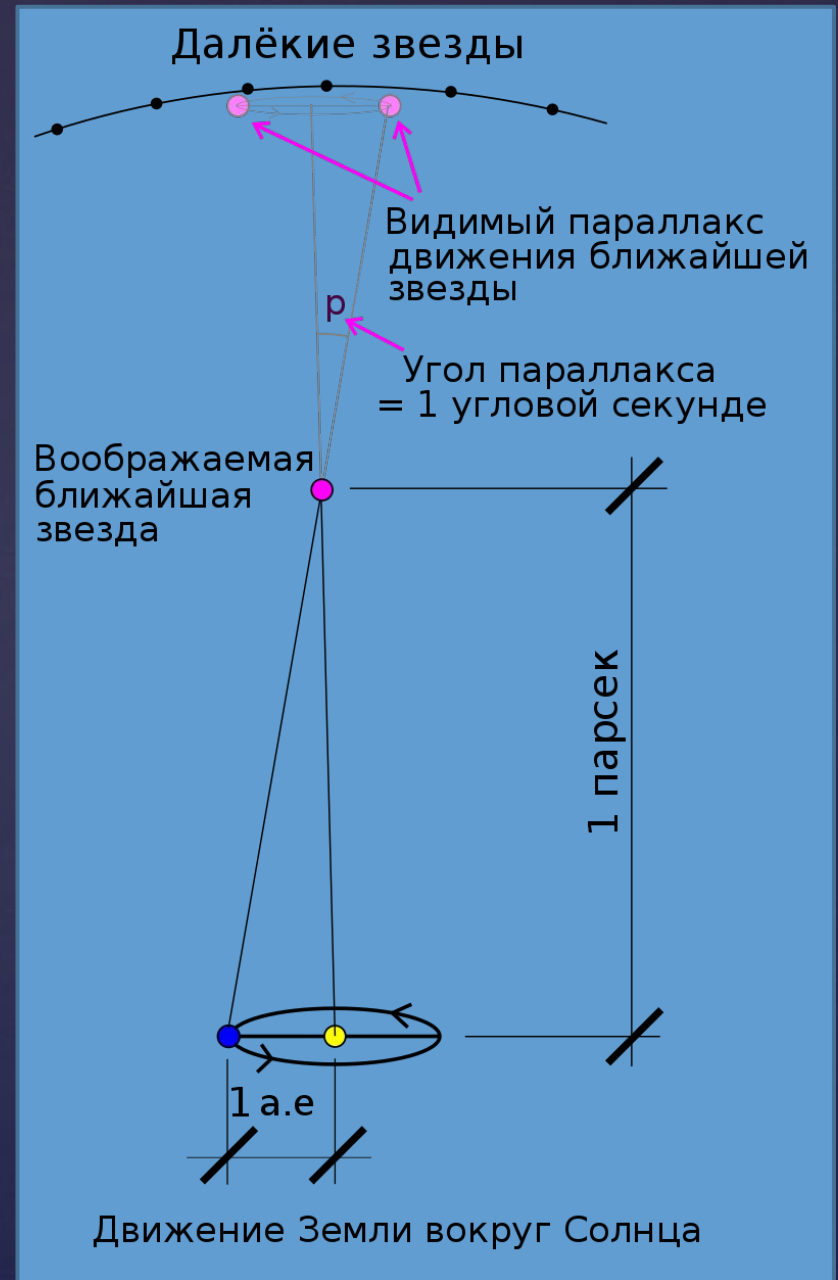 Далёкие звезды
Видимый параллакс
движения ближайшей
звезды
p
Угол параллакса
= 1 угловой секунде
Воображаемая
ближайшая
звезда
1 парсек
1 а.е
Движение Земли вокруг Солнца